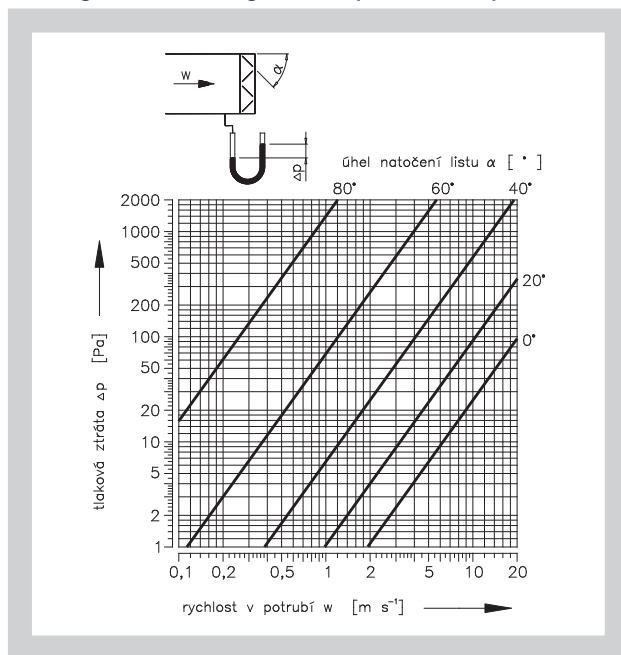 w
α
Δp
úhel natočení listu α [ ° ]
80° 60° 40°
20°
0°
2000
1000
500
200
100
50
20
10
5
2
1
tlaková ztráta Δp [Pa]
0,1 0,2 0,5 1 2 5 10 20
rychlost v potrubí w [m s⁻¹]